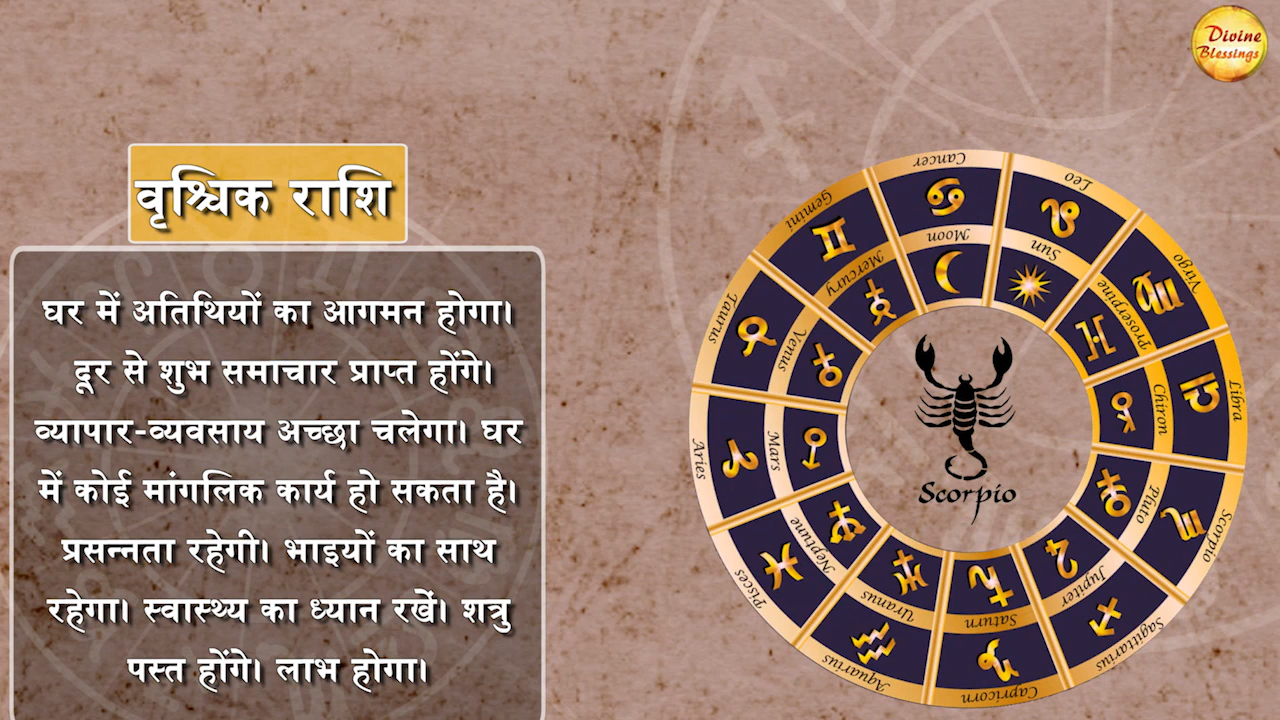 Divine
Blessings
वृश्चिक राशि
घर में अतिथियों का आगमन होगा।
दूर से शुभ समाचार प्राप्त होंगे।
व्यापार-व्यवसाय अच्छा चलेगा। घर
में कोई मांगलिक कार्य हो सकता है।
प्रसन्नता रहेगी। भाइयों का साथ
रहेगा। स्वास्थ्य का ध्यान रखें। शत्रु
पस्त होंगे। लाभ होगा।
Cancer
Leo
Virgo
Libra
Scorpio
Sagittarius
Capricorn
Aquarius
Pisces
Aries
Taurus
Gemini
Moon
Sun
Proserpine
Chiron
Pluto
Jupiter
Saturn
Uranus
Neptune
Mars
Venus
Mercury
Scorpio